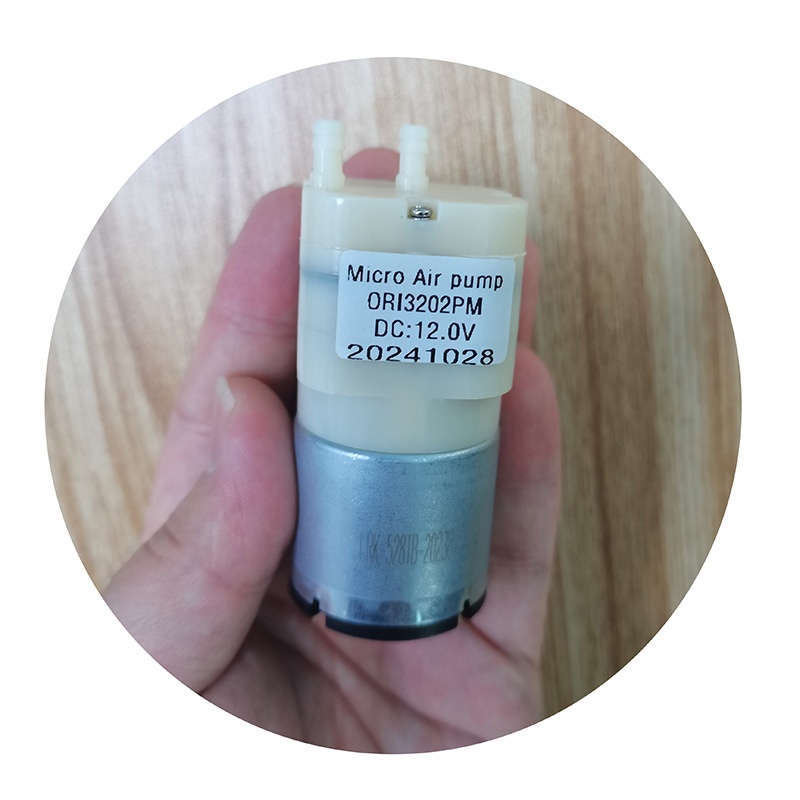 Micro Air pump
ORI3202PM
DC:12.0V
20241028